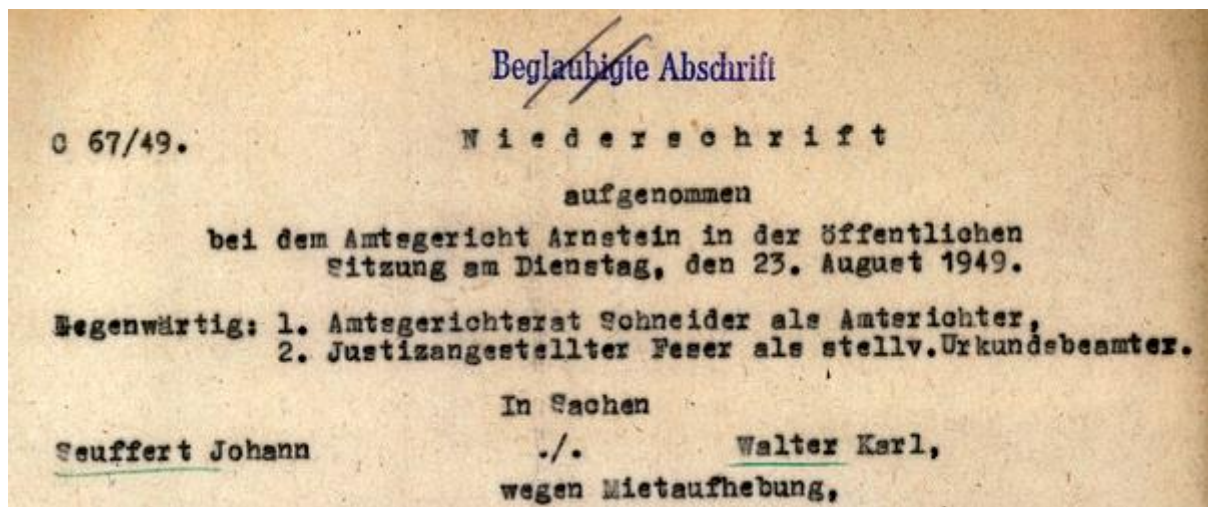 Beglaubigte Abschrift
C 67/49. Niederschrift
aufgenommen
bei dem Amtsgericht Arnstein in der öffentlichen
Sitzung am Dienstag, den 23. August 1949.
Gegenwärtig: 1. Amtsgerichtsrat Schneider als Amtsrichter,
2. Justizangestellter Feser als stellv.Urkundsbeamter.
In Sachen
Seuffert Johann ./. Walter Karl,
wegen Mietaufhebung,